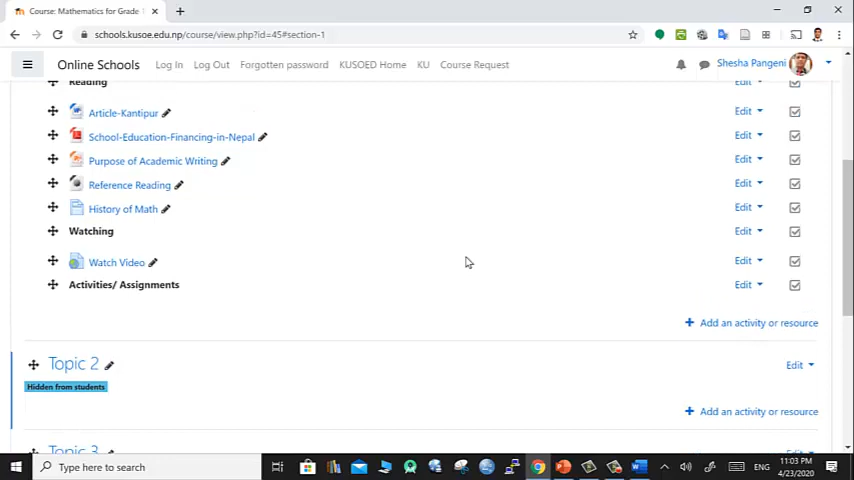 Course: Mathematics for Grade
schools.kusoe.edu.np/course/view.php?id=45#section-1
Online Schools Log In Log Out Forgotten password KUSOED Home KU Course Request Shesha Pangeni
Reading Edit
Article-Kantipur Edit
School-Education-Financing-in-Nepal Edit
Purpose of Academic Writing Edit
Reference Reading Edit
History of Math Edit
Watching Edit
Watch Video Edit
Activities/ Assignments Edit
+ Add an activity or resource
Topic 2 Edit
Hidden from students
+ Add an activity or resource
Topic 3 Edit
Type here to search
ENG
11:03 PM
4/23/2020